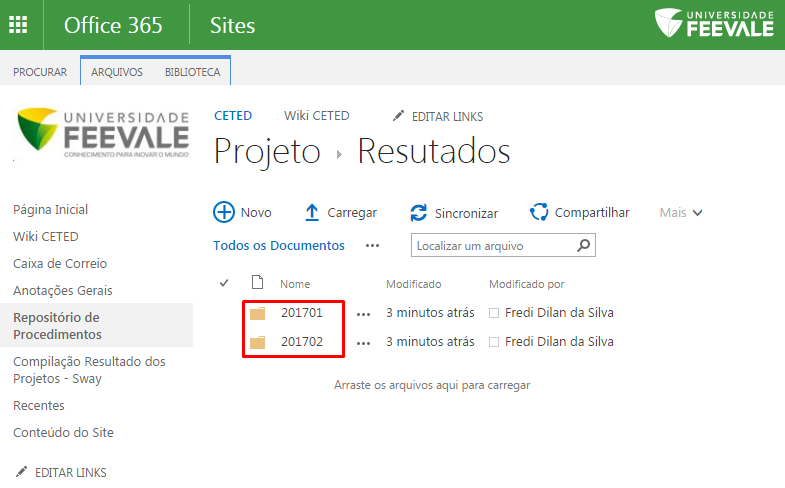 Office 365
Sites
UNIVERSIDADE
FEEVALE
PROCURAR
ARQUIVOS
BIBLIOTECA
UNIVERSIDADE
FEEVALE
CONHECIMENTO PARA INOVAR O MUNDO
CETED
Wiki CETED
EDITAR LINKS
Projeto ▸ Resutados
Página Inicial
Wiki CETED
Caixa de Correio
Anotações Gerais
Repositório de
Procedimentos
Compilação Resultado dos
Projetos - Sway
Recentes
Conteúdo do Site
EDITAR LINKS
Novo
Carregar
Sincronizar
Compartilhar
Mais
Todos os Documentos
...
Localizar um arquivo
Nome
Modificado
Modificado por
201701 ... 3 minutos atrás Fredi Dilan da Silva
201702 ... 3 minutos atrás Fredi Dilan da Silva
Arraste os arquivos aqui para carregar